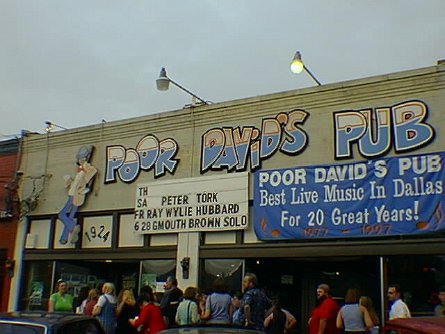 POOR DAVID'S PUB
1924
TH
SA PETER TORK
FR RAY WYLIE HUBBARD
6 28 GMOUTH BROWN SOLO
POOR DAVID'S PUB
Best Live Music In Dallas
For 20 Great Years!
1977 - 1997